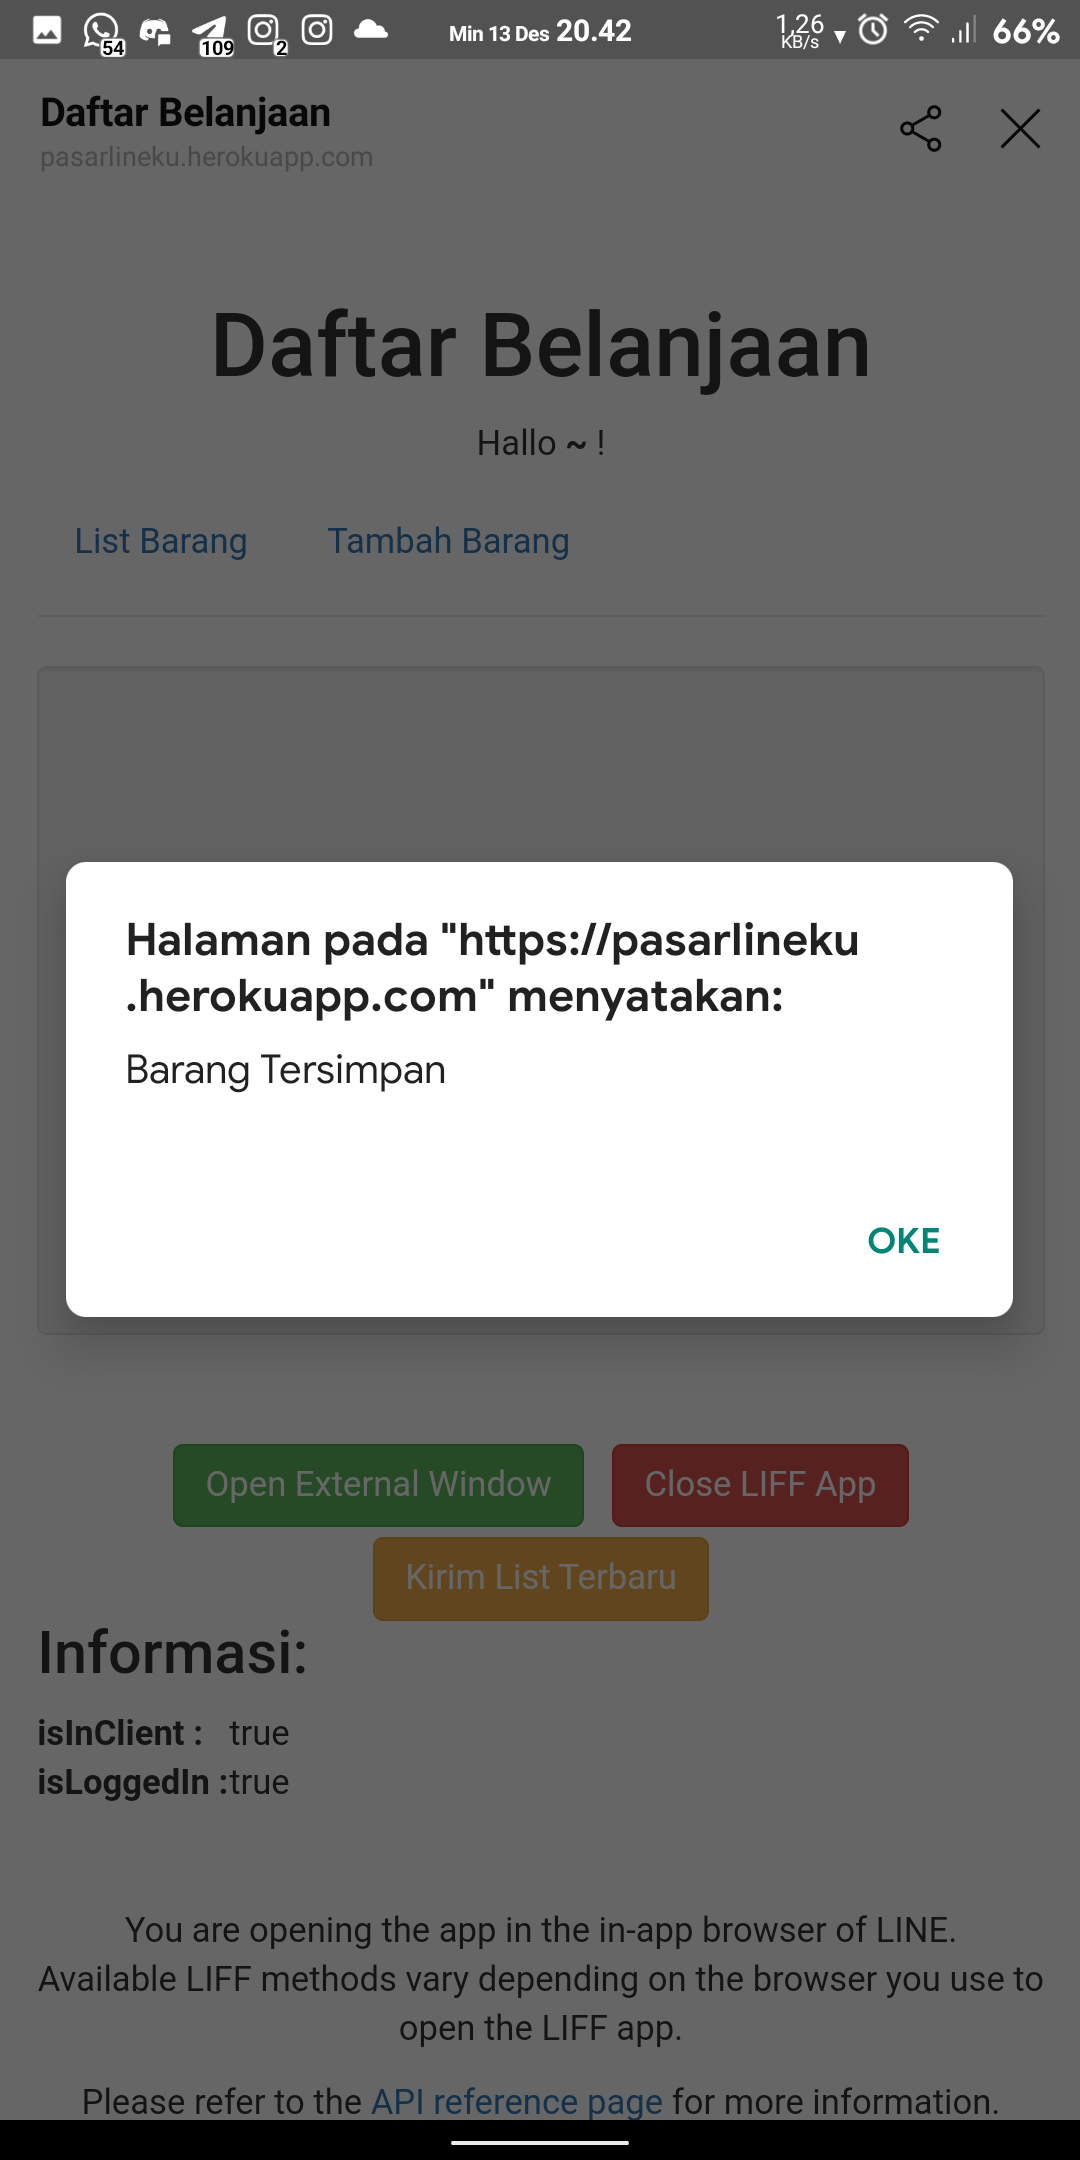 54
109
2
Min 13 Des 20.42
1,26
KB/s
66%
Daftar Belanjaan
pasarlineku.herokuapp.com
Daftar Belanjaan
Hallo ~ !
List Barang
Tambah Barang
Halaman pada "https://pasarlineku
.herokuapp.com" menyatakan:
Barang Tersimpan
OKE
Open External Window
Close LIFF App
Kirim List Terbaru
Informasi:
isInClient : true
isLoggedIn :true
You are opening the app in the in-app browser of LINE.
Available LIFF methods vary depending on the browser you use to
open the LIFF app.
Please refer to the API reference page for more information.